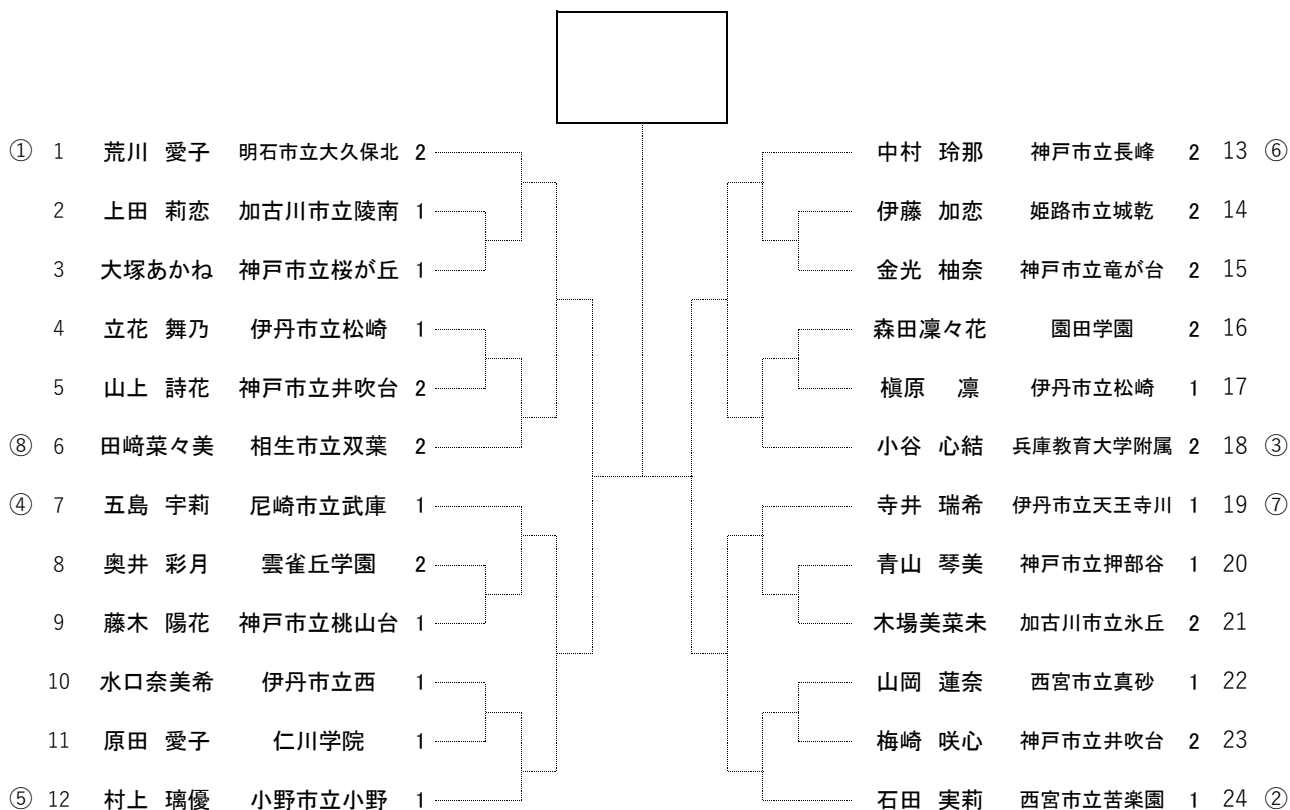 ① 1 荒川 愛子 明石市立大久保北 2
2 上田 莉恋 加古川市立陵南 1
3 大塚あかね 神戸市立桜が丘 1
4 立花 舞乃 伊丹市立松崎 1
5 山上 詩花 神戸市立井吹台 2
⑧ 6 田﨑菜々美 相生市立双葉 2
④ 7 五島 宇莉 尼崎市立武庫 1
8 奥井 彩月 雲雀丘学園 2
9 藤木 陽花 神戸市立桃山台 1
10 水口奈美希 伊丹市立西 1
11 原田 愛子 仁川学院 1
⑤ 12 村上 璃優 小野市立小野 1
中村 玲那 神戸市立長峰 2 13 ⑥
伊藤 加恋 姫路市立城乾 2 14
金光 柚奈 神戸市立竜が台 2 15
森田凜々花 園田学園 2 16
槇原 凛 伊丹市立松崎 1 17
小谷 心結 兵庫教育大学附属 2 18 ③
寺井 瑞希 伊丹市立天王寺川 1 19 ⑦
青山 琴美 神戸市立押部谷 1 20
木場美菜未 加古川市立氷丘 2 21
山岡 蓮奈 西宮市立真砂 1 22
梅崎 咲心 神戸市立井吹台 2 23
石田 実莉 西宮市立苦楽園 1 24 ②